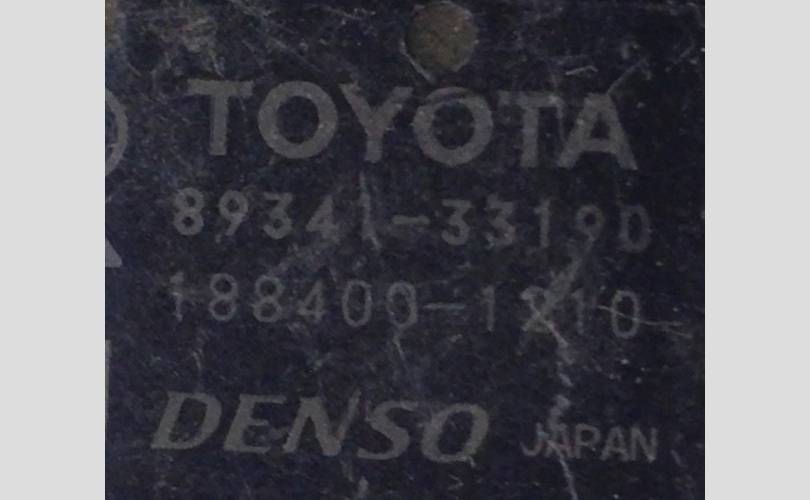 TOYOTA
89341-33190
188400-1210
DENSO JAPAN